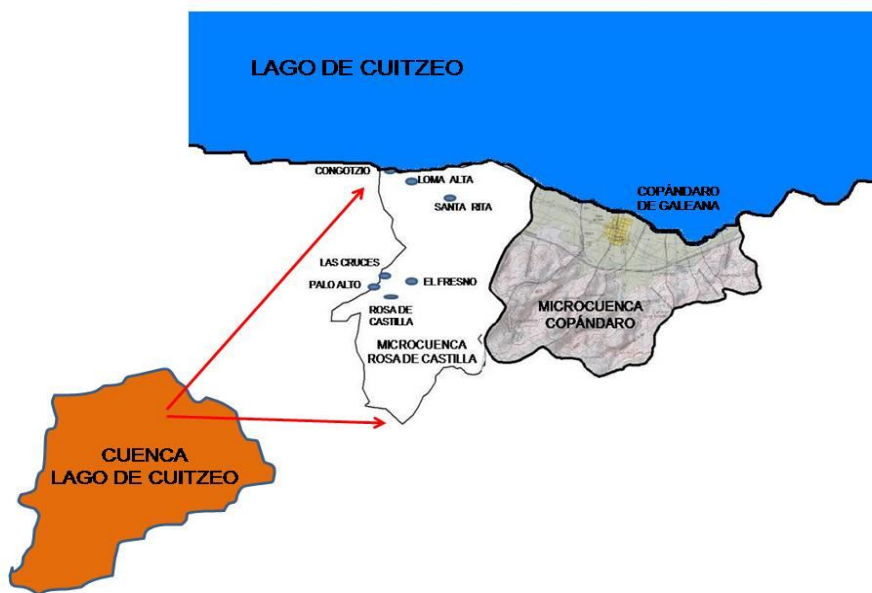 LAGO DE CUITZEO
CONGOTZIO
LOMA ALTA
SANTA RITA
COPÁNDARO
DE GALEANA
LAS CRUCES
PALO ALTO
EL FRESNO
ROSA DE
CASTILLA
MICROCUENCA
ROSA DE CASTILLA
MICROCUENCA
COPÁNDARO
CUENCA
LAGO DE CUITZEO